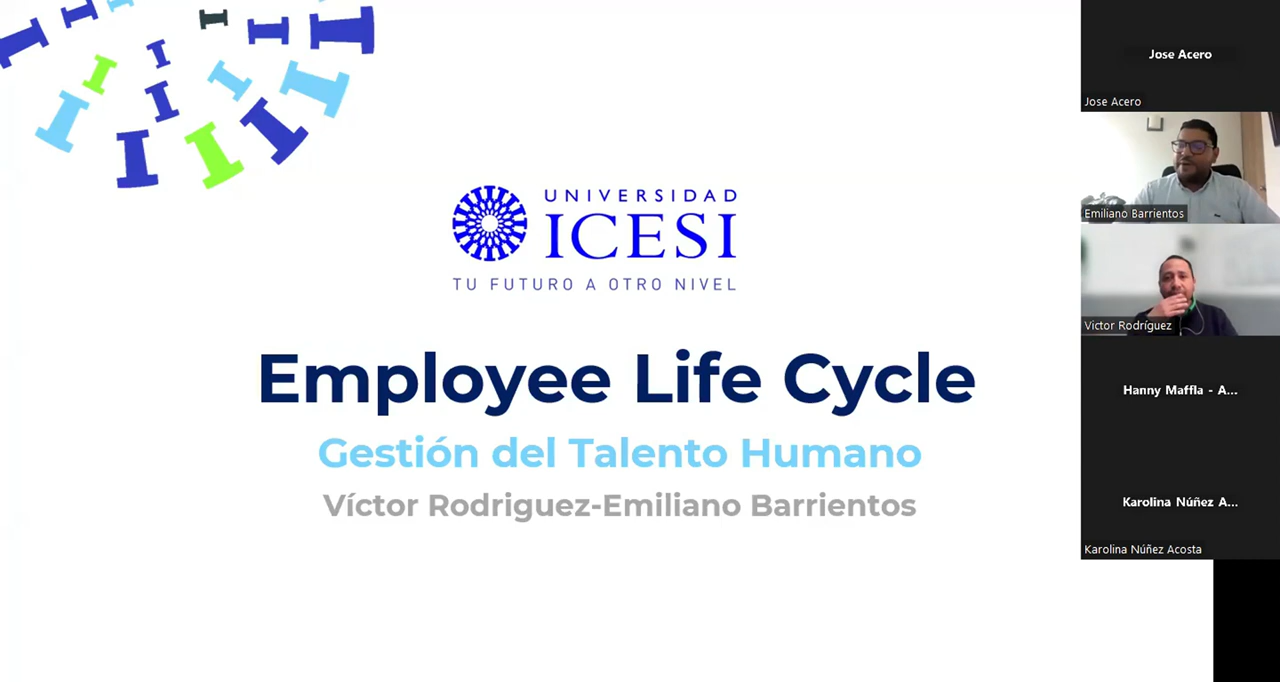 UNIVERSIDAD
ICESI
TU FUTURO A OTRO NIVEL
Employee Life Cycle
Gestión del Talento Humano
Víctor Rodriguez-Emiliano Barrientos
Jose Acero
Jose Acero
Emiliano Barrientos
Victor Rodríguez
Hanny Maffla - A...
Karolina Núñez A...
Karolina Núñez Acosta